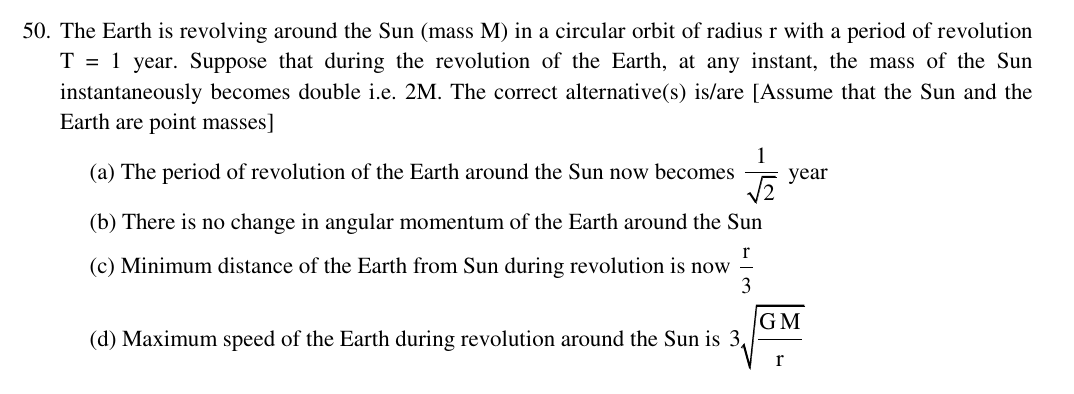 50. The Earth is revolving around the Sun (mass M) in a circular orbit of radius r with a period of revolution
T = 1 year. Suppose that during the revolution of the Earth, at any instant, the mass of the Sun
instantaneously becomes double i.e. 2M. The correct alternative(s) is/are [Assume that the Sun and the
Earth are point masses]
(a) The period of revolution of the Earth around the Sun now becomes 1/√2 year
(b) There is no change in angular momentum of the Earth around the Sun
(c) Minimum distance of the Earth from Sun during revolution is now r/3
(d) Maximum speed of the Earth during revolution around the Sun is 3√(GM/r)